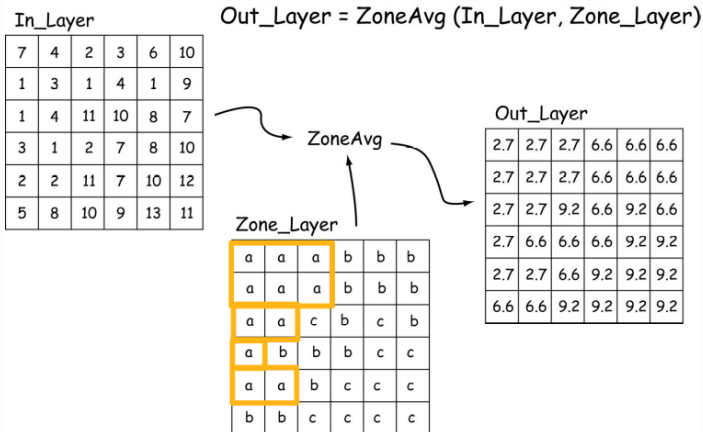 Out_Layer = ZoneAvg (In_Layer, Zone_Layer)
In_Layer
7 4 2 3 6 10
1 3 1 4 1 9
1 4 11 10 8 7
3 1 2 7 8 10
2 2 11 7 10 12
5 8 10 9 13 11
ZoneAvg
Out_Layer
2.7 2.7 2.7 6.6 6.6 6.6
2.7 2.7 2.7 6.6 6.6 6.6
2.7 2.7 9.2 6.6 9.2 6.6
2.7 6.6 6.6 6.6 9.2 9.2
2.7 2.7 6.6 9.2 9.2 9.2
6.6 6.6 9.2 9.2 9.2 9.2
Zone_Layer
a a a b b b
a a a b b b
a a c b c b
a b b b c c
a a b c c c
b b c c c c